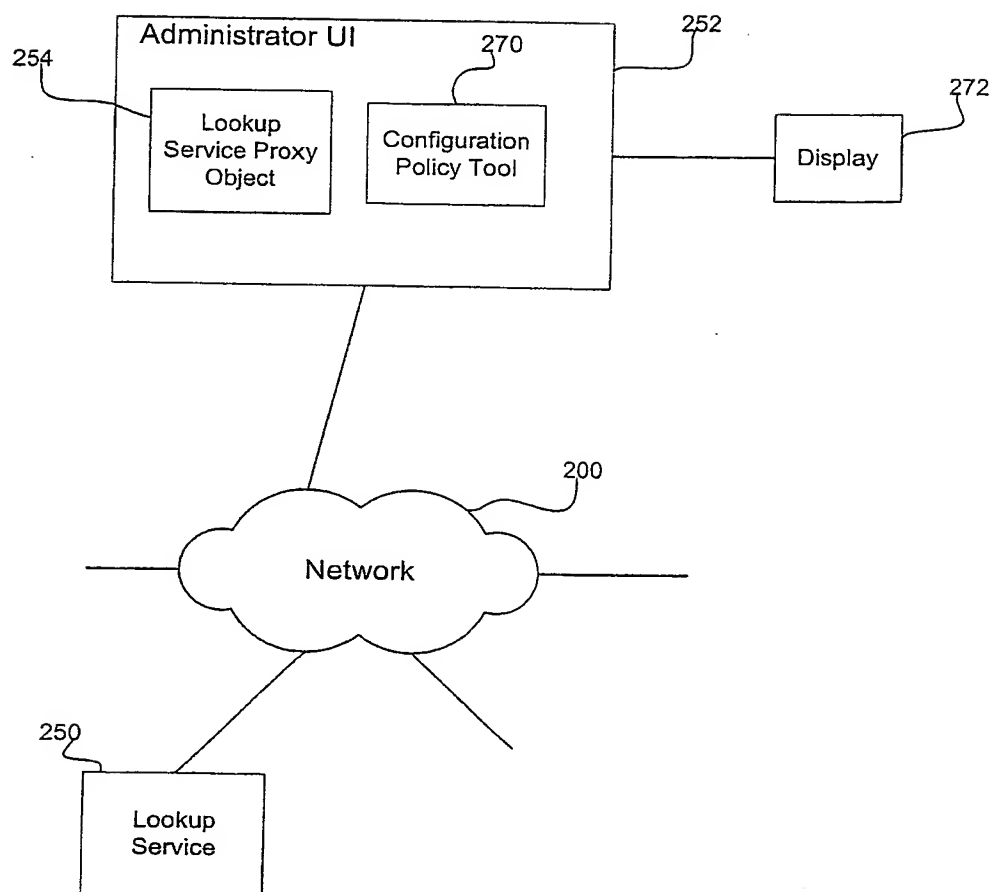 Administrator UI
252
254
270
272
Lookup
Service Proxy
Object
Configuration
Policy Tool
Display
200
Network
250
Lookup
Service